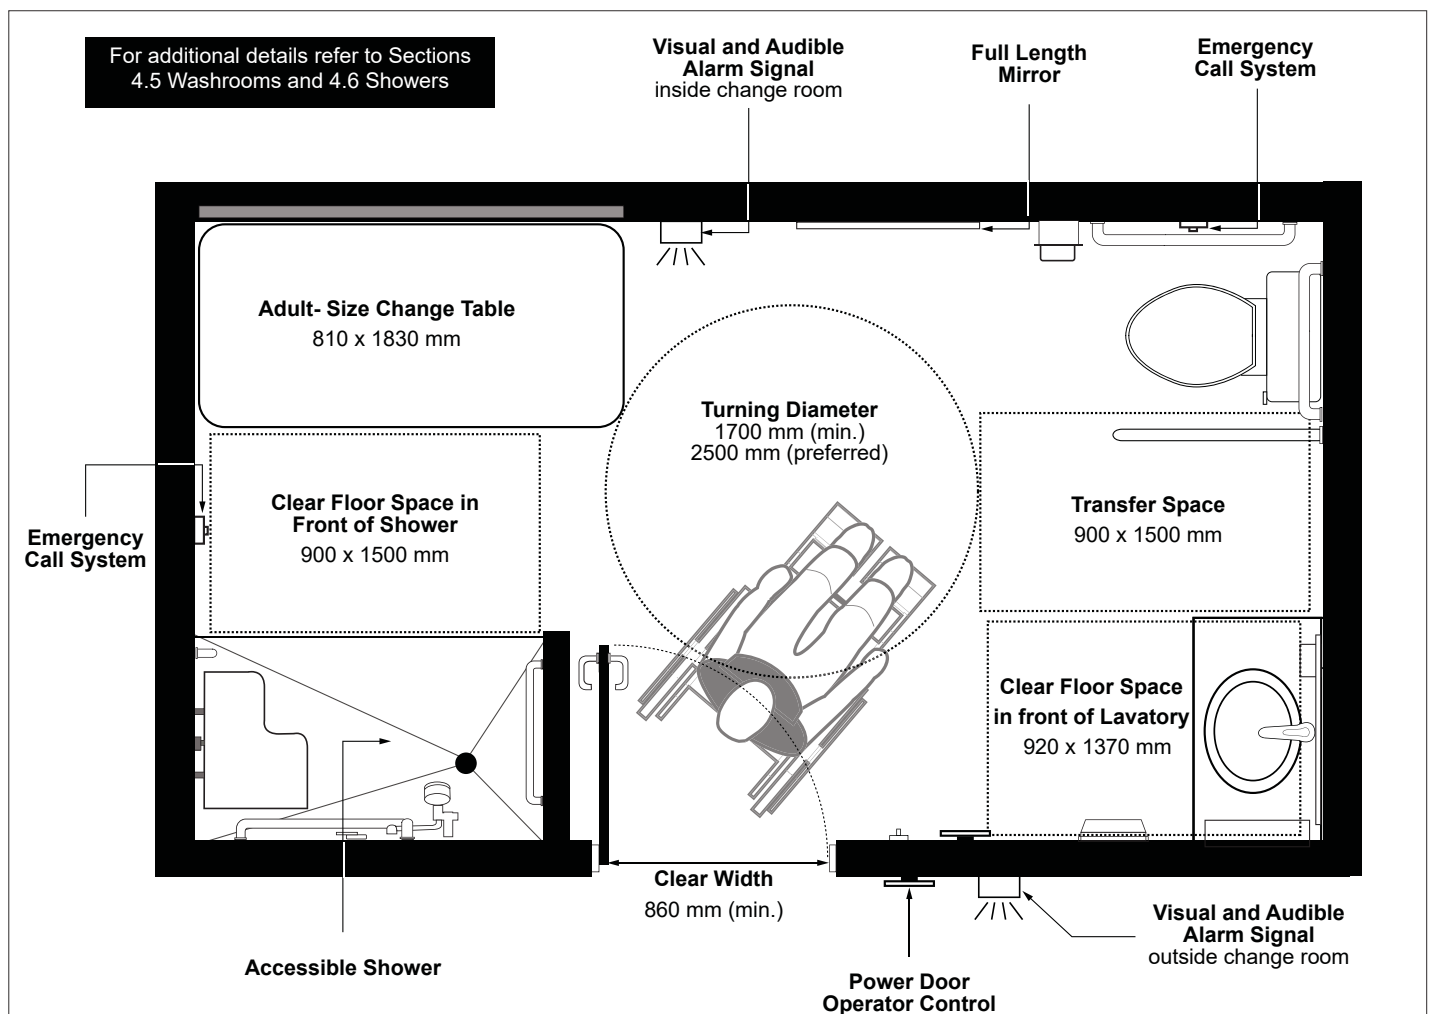 For additional details refer to Sections
4.5 Washrooms and 4.6 Showers
Visual and Audible
Alarm Signal
inside change room
Full Length
Mirror
Emergency
Call System
Adult- Size Change Table
810 x 1830 mm
Turning Diameter
1700 mm (min.)
2500 mm (preferred)
Clear Floor Space in
Front of Shower
900 x 1500 mm
Transfer Space
900 x 1500 mm
Emergency
Call System
Clear Floor Space
in front of Lavatory
920 x 1370 mm
Clear Width
860 mm (min.)
Accessible Shower
Power Door
Operator Control
Visual and Audible
Alarm Signal
outside change room